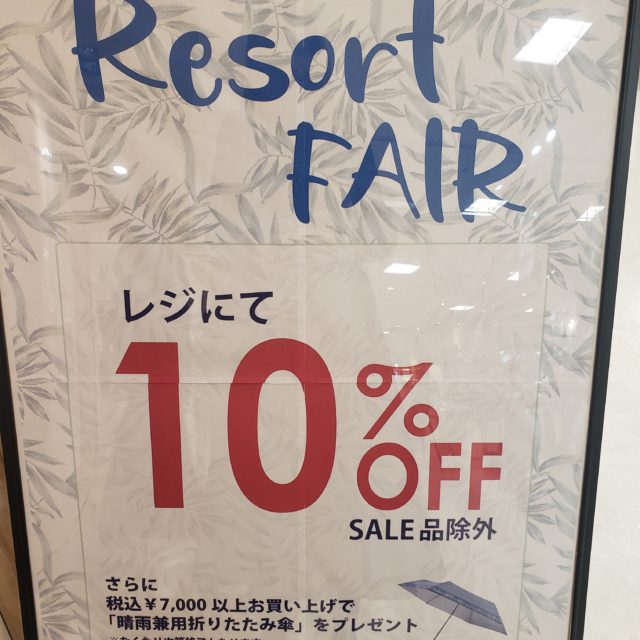 Resort
FAIR
レジにて
10%OFF
SALE品除外
さらに
税込￥7,000 以上お買い上げで
「晴雨兼用折りたたみ傘」をプレゼント